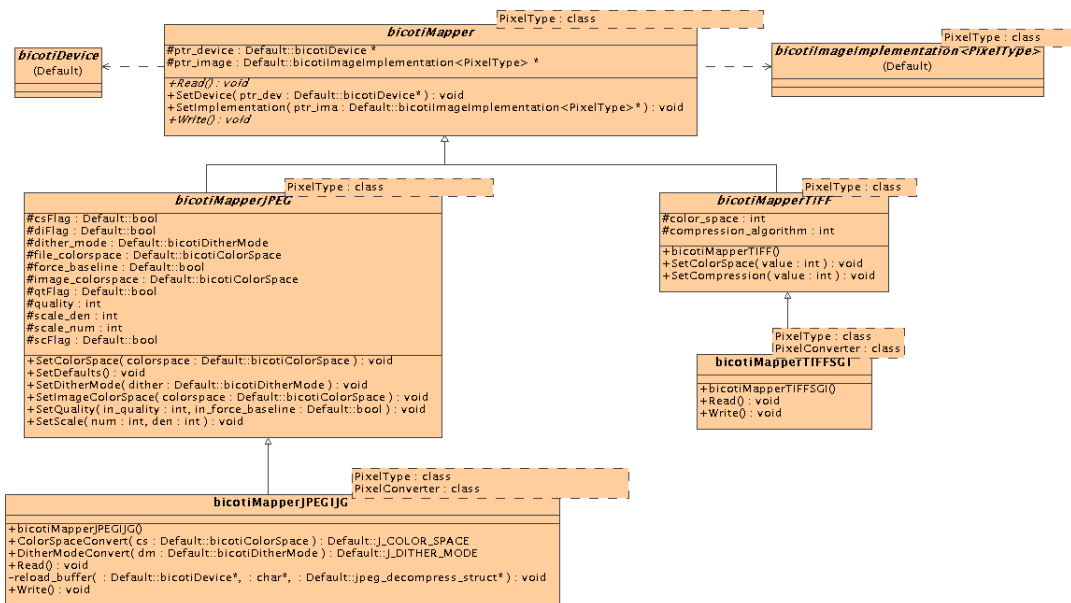 PixelType : class
bicotiMapper
#ptr_device : Default::bicotiDevice *
#ptr_image : Default::bicotiImageImplementation<PixelType> *
+Read() : void
+SetDevice( ptr_dev : Default::bicotiDevice* ) : void
+SetImplementation( ptr_ima : Default::bicotiImageImplementation<PixelType>* ) : void
+Write() : void
bicotiDevice
(Default)
PixelType : class
bicotiImageImplementation<PixelType>
(Default)
PixelType : class
bicotiMapperJPEG
#csFlag : Default::bool
#diFlag : Default::bool
#dither_mode : Default::bicotiDitherMode
#file_colorspace : Default::bicotiColorSpace
#force_baseline : Default::bool
#image_colorspace : Default::bicotiColorSpace
#qtFlag : Default::bool
#quality : int
#scale_den : int
#scale_num : int
#scFlag : Default::bool
+SetColorSpace( colorspace : Default::bicotiColorSpace ) : void
+SetDefaults()
+SetDitherMode( dither : Default::bicotiDitherMode ) : void
+SetImageColorSpace( colorspace : Default::bicotiColorSpace ) : void
+SetQuality( in_quality : int, in_force_baseline : Default::bool ) : void
+SetScale( num : int, den : int ) : void
PixelType : class
bicotiMapperTIFF
#color_space : int
#compression_algorithm : int
+bicotiMapperTIFF()
+SetColorSpace( value : int ) : void
+SetCompression( value : int ) : void
PixelType : class
PixelConverter : class
bicotiMapperTIFFSGI
+bicotiMapperTIFFSGI()
+Read() : void
+Write() : void
PixelType : class
PixelConverter : class
bicotiMapperJPEGIJG
+bicotiMapperJPEGIJG()
+ColorSpaceConvert( cs : Default::bicotiColorSpace ) : Default::J_COLOR_SPACE
+DitherModeConvert( dm : Default::bicotiDitherMode ) : Default::J_DITHER_MODE
+Read() : void
-reload_buffer(  : Default::bicotiDevice*,  : char*,  : Default::jpeg_decompress_struct* ) : void
+Write() : void